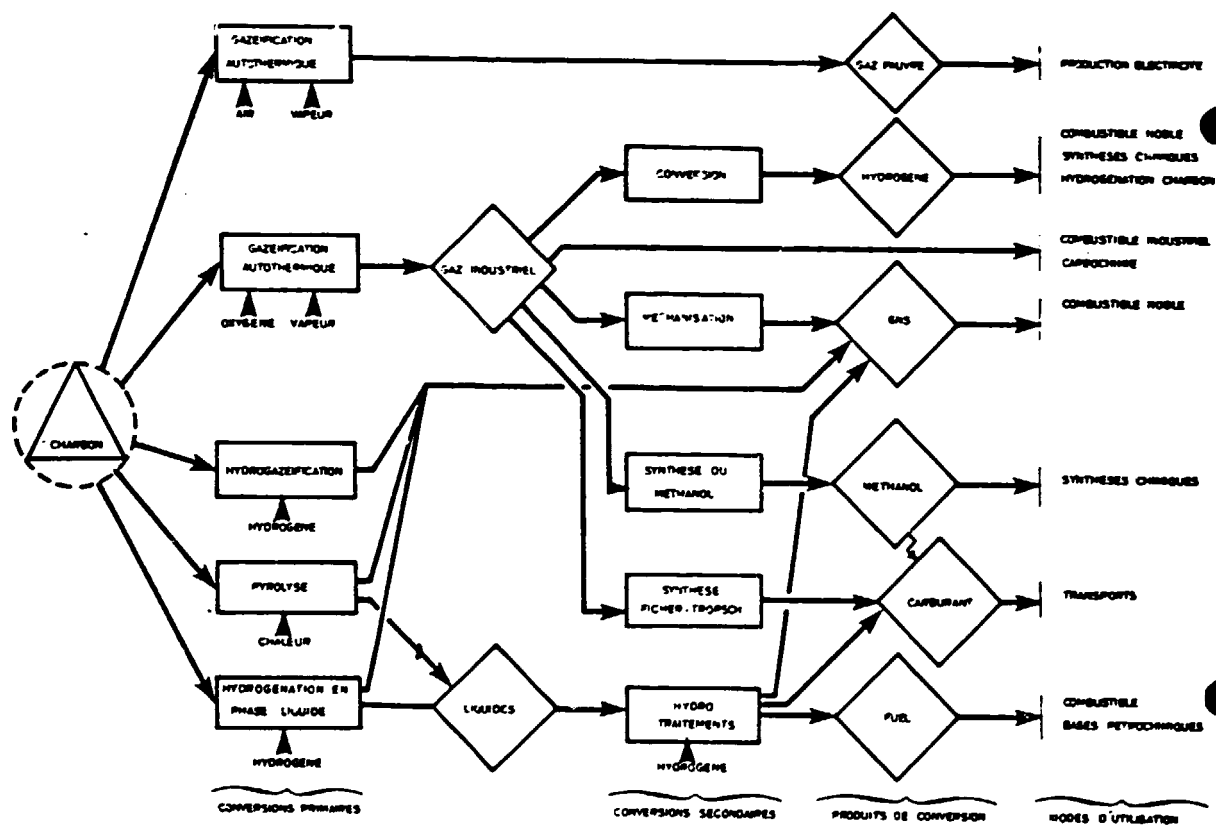 GAZEIFICATION
AUTOTHERMIQUE
AIR VAPEUR
GAZ PAUVRE
PRODUCTION ELECTRICITE
CONVERSION
HYDROGENE
COMBUSTIBLE NOBLE
SYNTHESES CHIMIQUES
HYDROGENATION CHARBON
GAZEIFICATION
AUTOTHERMIQUE
OXYGENE VAPEUR
GAZ INDUSTRIEL
COMBUSTIBLE INDUSTRIEL
CARBOCHIMIE
METHANISATION
GNS
COMBUSTIBLE NOBLE
CHARBON
HYDROGAZEIFICATION
HYDROGENE
SYNTHESE DU
METHANOL
METHANOL
SYNTHESES CHIMIQUES
PYROLYSE
CHALEUR
SYNTHESE
FICHER-TROPSCH
CARBURANT
TRANSPORTS
HYDROGENATION EN
PHASE LIQUIDE
HYDROGENE
LIQUIDES
HYDRO
TRAITEMENTS
HYDROGENE
FUEL
COMBUSTIBLE
BASES PETROCHIMIQUES
CONVERSIONS PRIMAIRES
CONVERSIONS SECONDAIRES
PRODUITS DE CONVERSION
MODES D'UTILISATION